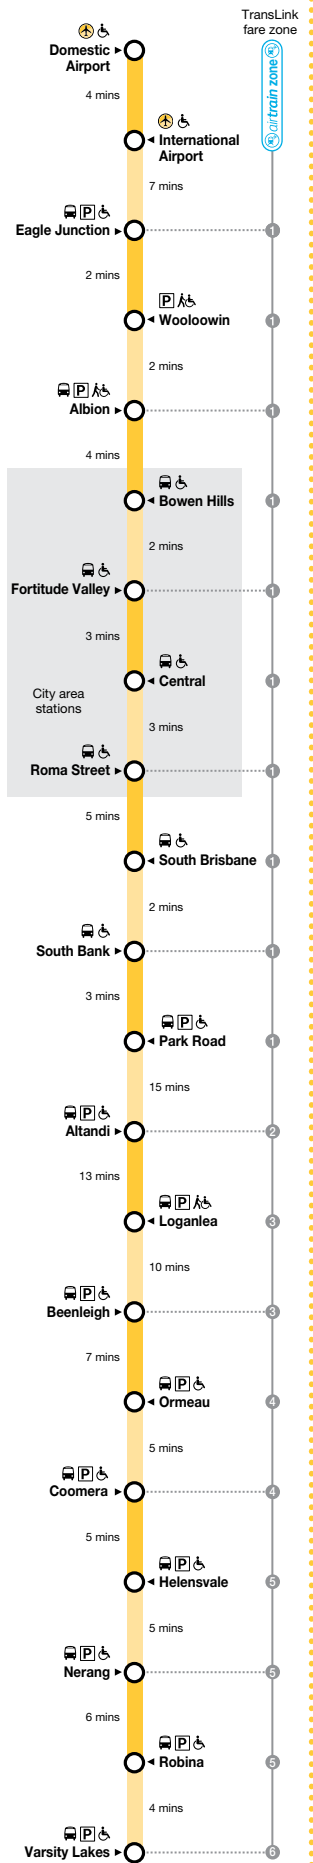 TransLink
fare zone
Domestic
Airport
airtrain zone
4 mins
International
Airport
7 mins
P
Eagle Junction
1
2 mins
P
Wooloowin
1
2 mins
P
Albion
1
4 mins
Bowen Hills
1
2 mins
Fortitude Valley
1
3 mins
Central
1
City area
stations
3 mins
Roma Street
1
5 mins
South Brisbane
1
2 mins
South Bank
1
3 mins
P
Park Road
1
15 mins
P
Altandi
2
13 mins
P
Loganlea
3
10 mins
P
Beenleigh
3
7 mins
P
Ormeau
4
5 mins
P
Coomera
4
5 mins
P
Helensvale
5
5 mins
P
Nerang
5
6 mins
P
Robina
5
4 mins
P
Varsity Lakes
6